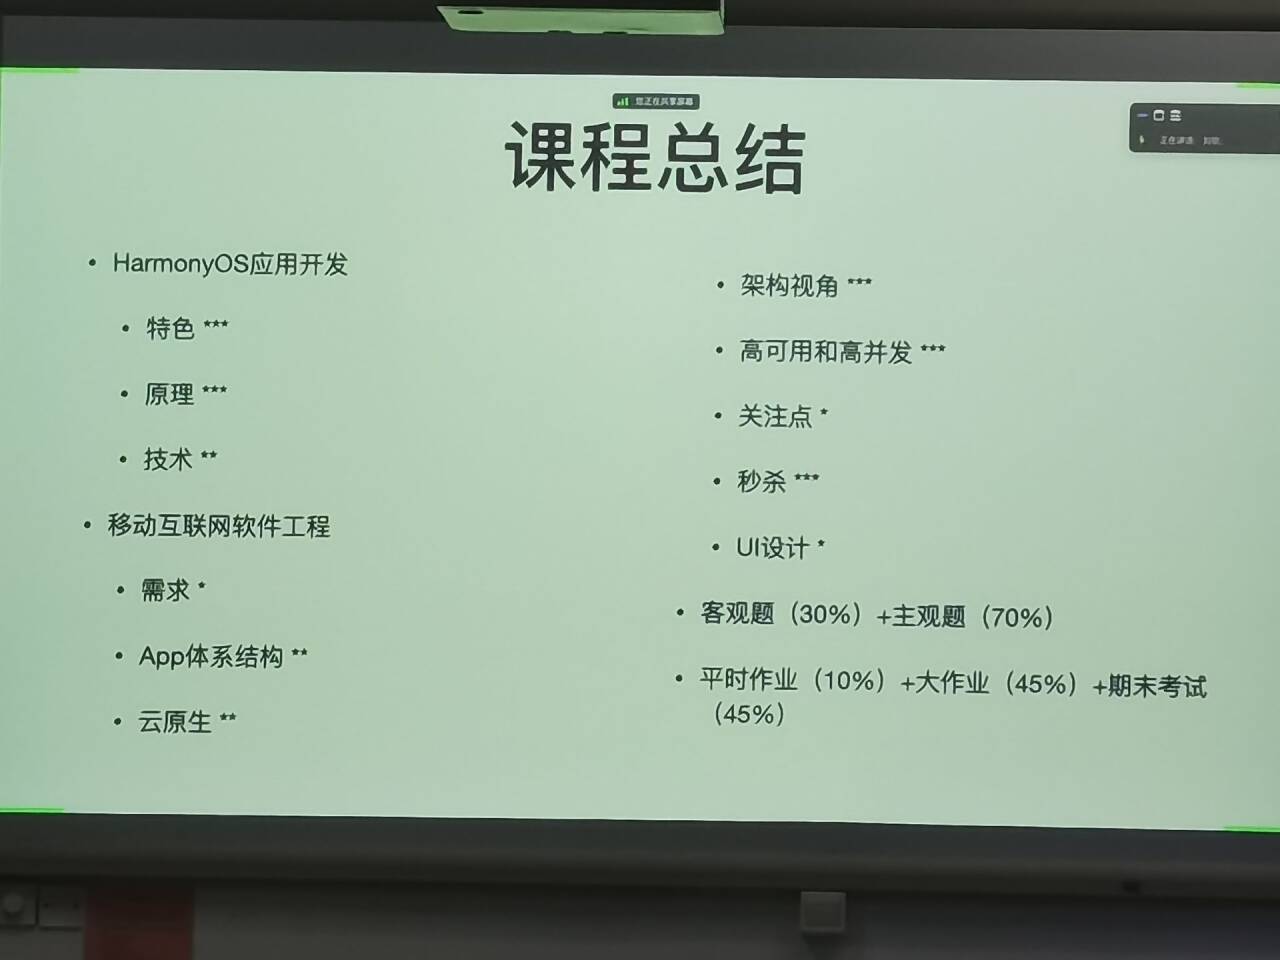 您正在共享屏幕
课程总结
• HarmonyOS应用开发
• 特色 ***
• 原理 ***
• 技术 **
• 移动互联网软件工程
• 需求 *
• App体系结构 **
• 云原生 **
• 架构视角 ***
• 高可用和高并发 ***
• 关注点 *
• 秒杀 ***
• UI设计 *
• 客观题（30%）+主观题（70%）
• 平时作业（10%）+大作业（45%）+期末考试
（45%）